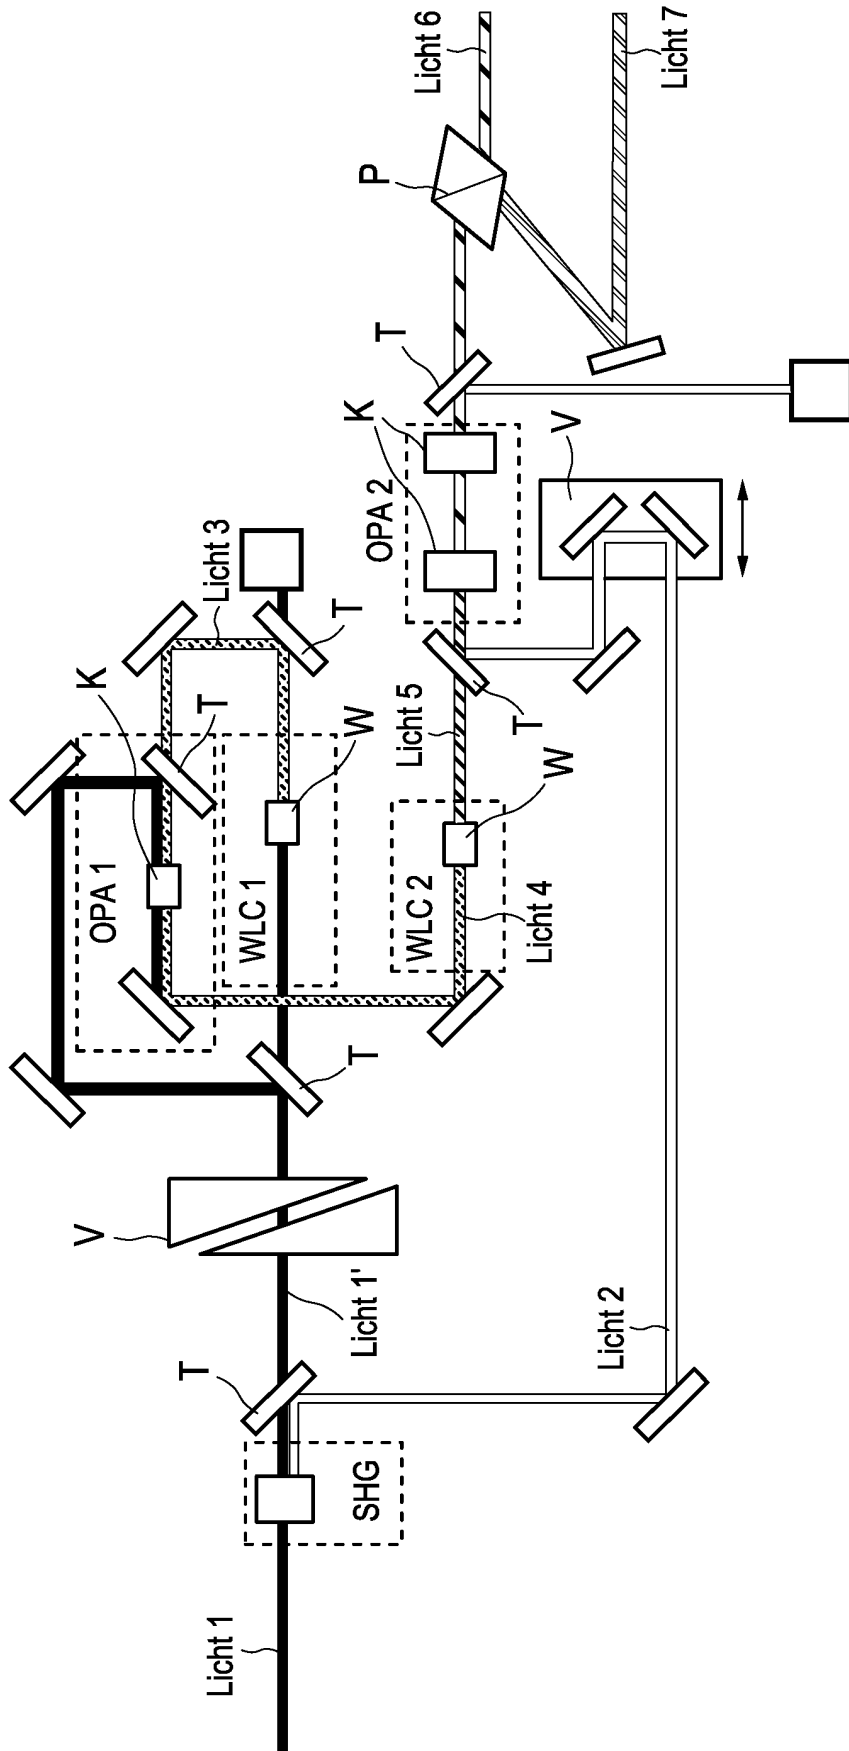 Licht 1
SHG
T
Licht 1'
V
Licht 2
T
OPA 1
K
T
WLC 1
W
T
Licht 3
WLC 2
Licht 4
W
Licht 5
T
OPA 2
K
V
T
P
Licht 6
Licht 7